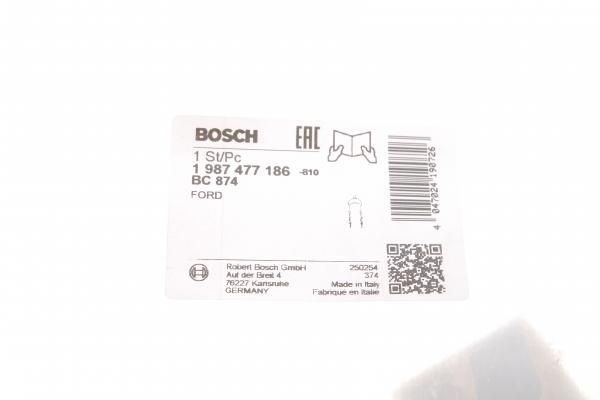 BOSCH EAC
1 St/Pc
1 987 477 186 -810
BC 874
FORD
4 047024 190726
Robert Bosch GmbH
Auf der Breit 4
76227 Karlsruhe
GERMANY
250254
374
Made in Italy
Fabrique en Italie